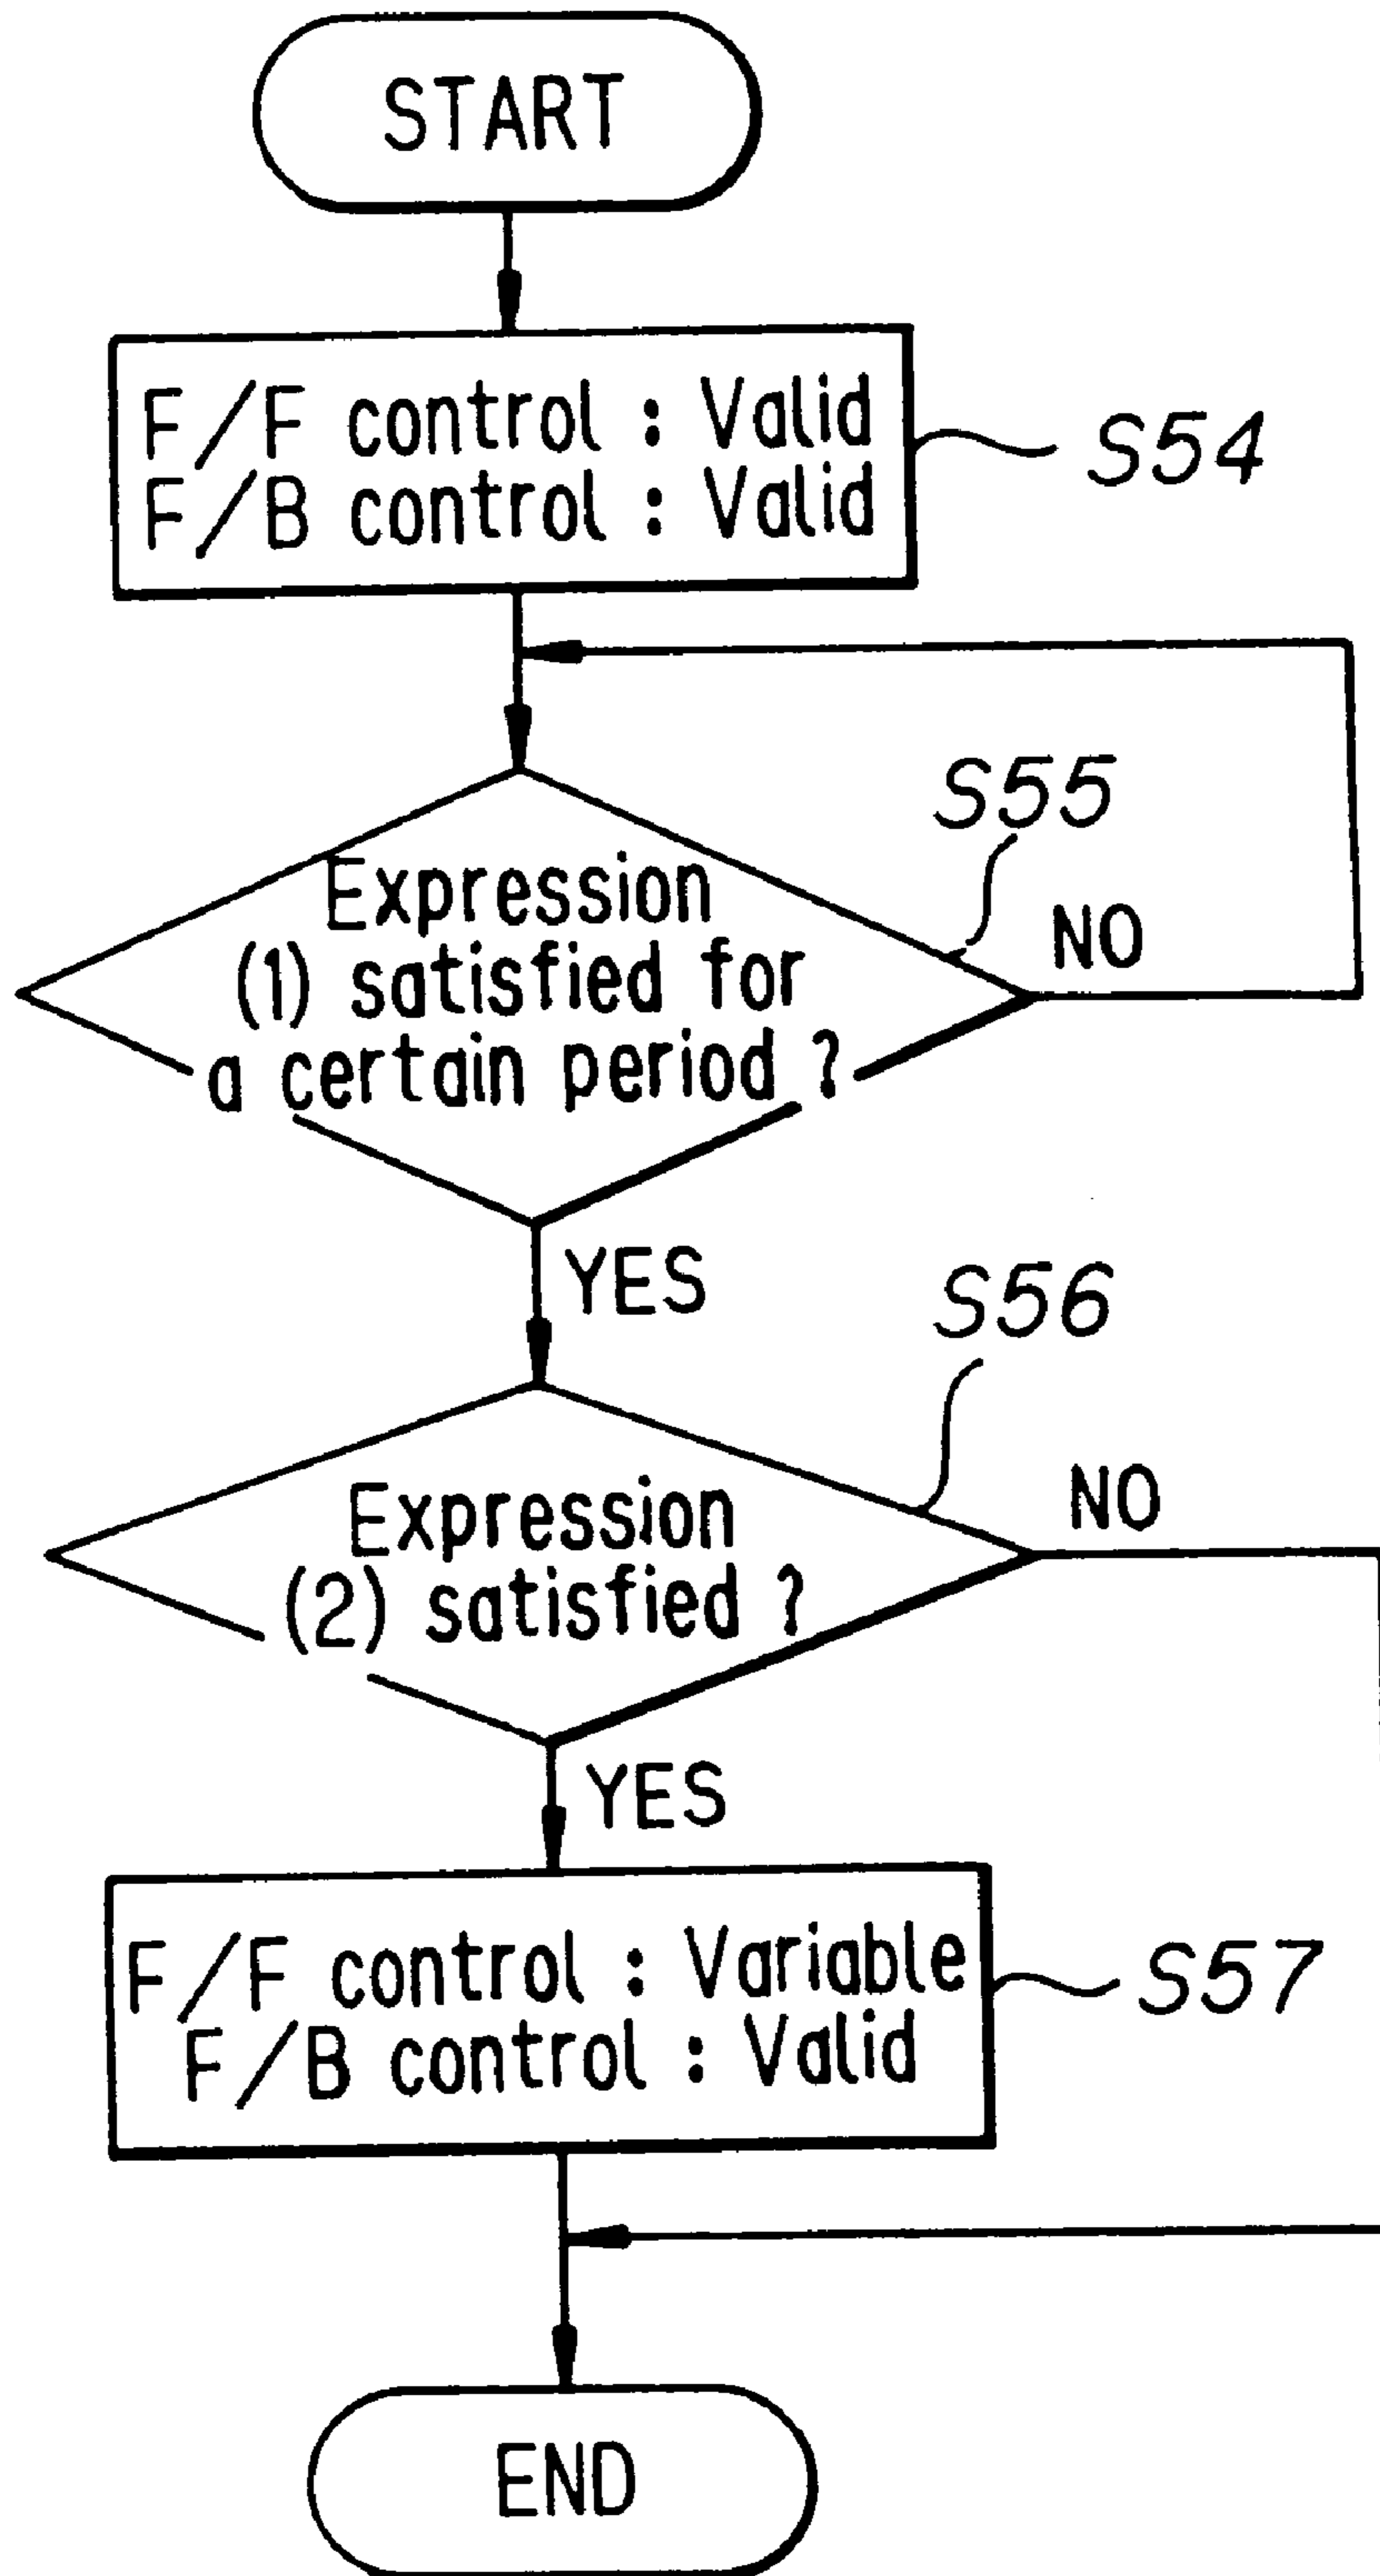 START
F/F control : Valid
F/B control : Valid
S54
S55
Expression
(1) satisfied for
a certain period ?
NO
YES
S56
Expression
(2) satisfied ?
NO
YES
F/F control : Variable
F/B control : Valid
S57
END